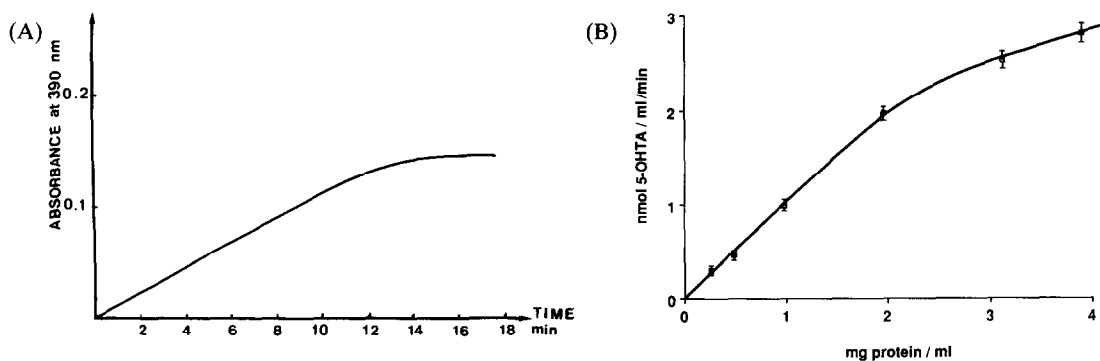 (A)
ABSORBANCE at 390 nm
0.2
0.1
2 4 6 8 10 12 14 16 18
TIME
min
(B)
nmol 5-OHTA / ml/min
3
2
1
0
0 1 2 3 4
mg protein / ml